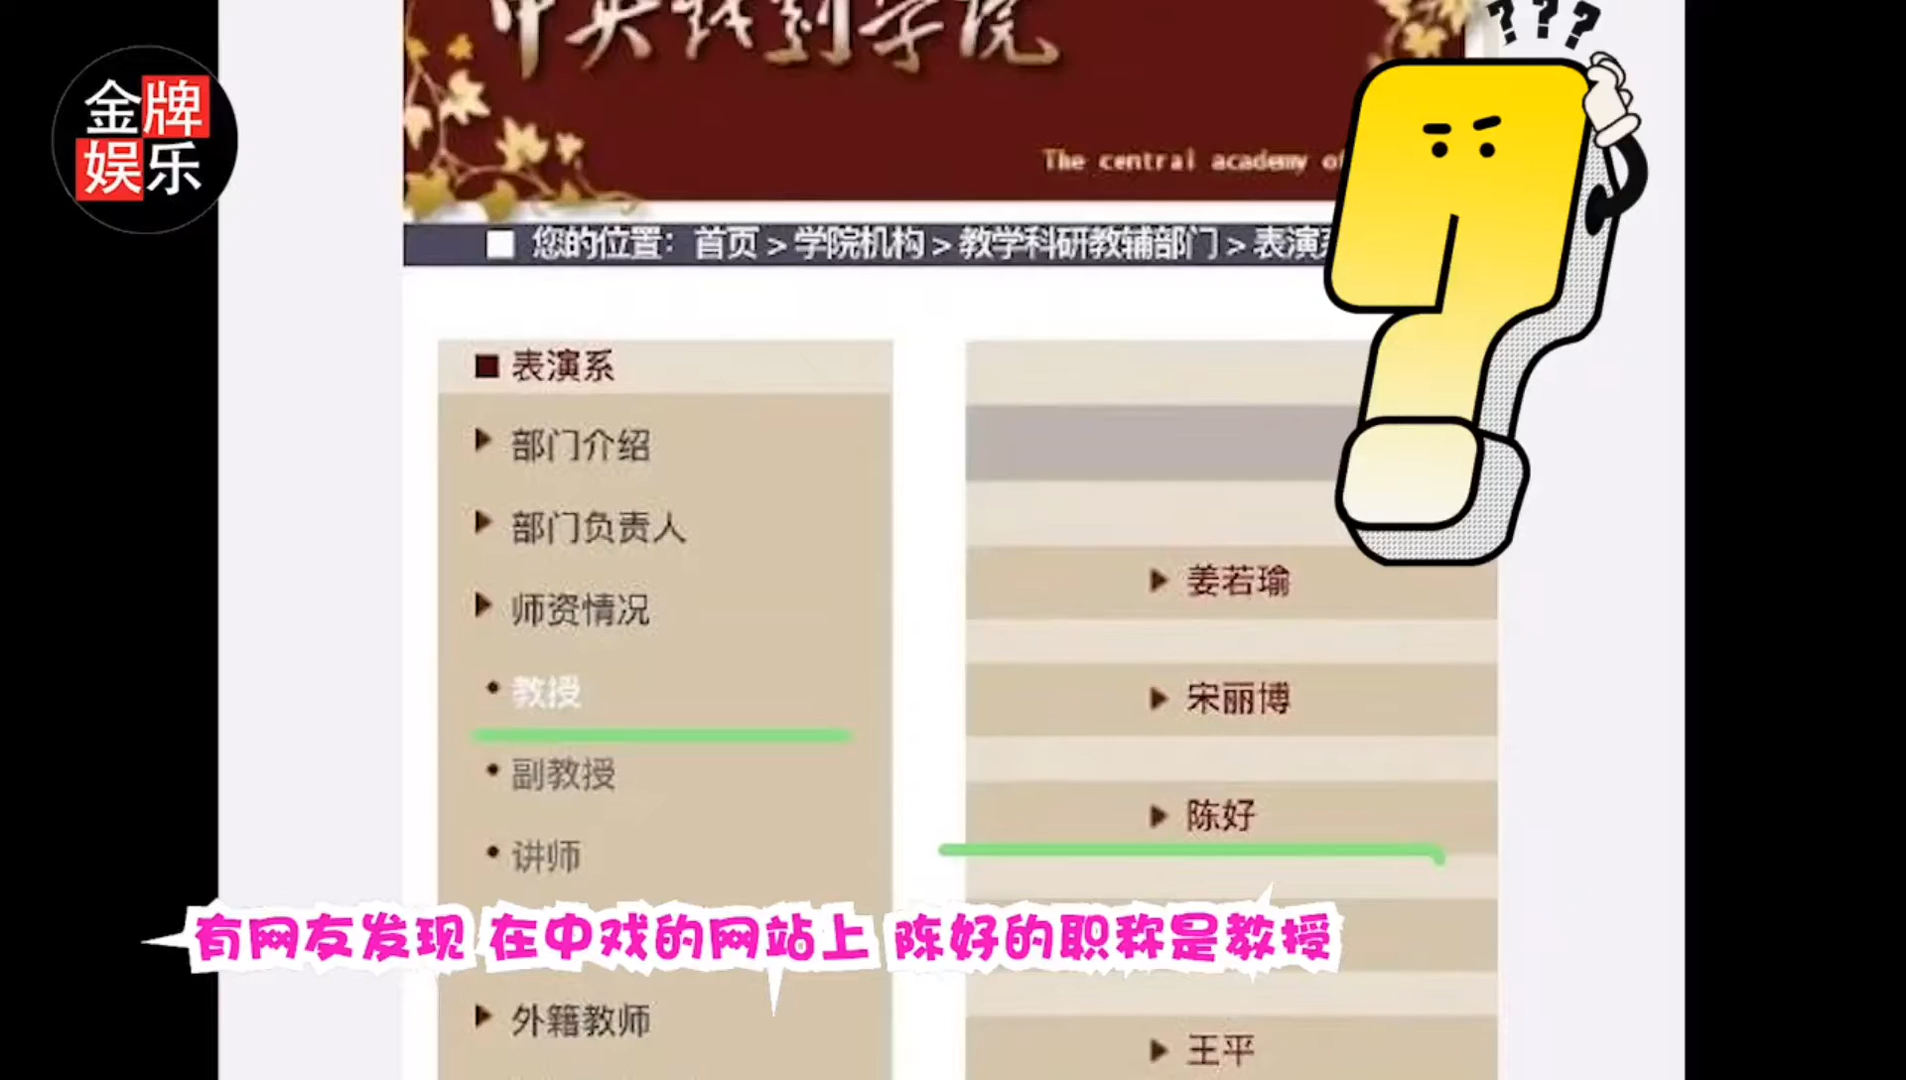 中央戏剧学院
???
金牌
娱乐
The central academy of
您的位置：首页 > 学院机构 > 教学科研教辅部门 > 表演
表演系
部门介绍
部门负责人
师资情况
教授
副教授
讲师
外籍教师
姜若瑜
宋丽博
陈好
王平
有网友发现 在中戏的网站上 陈好的职称是教授